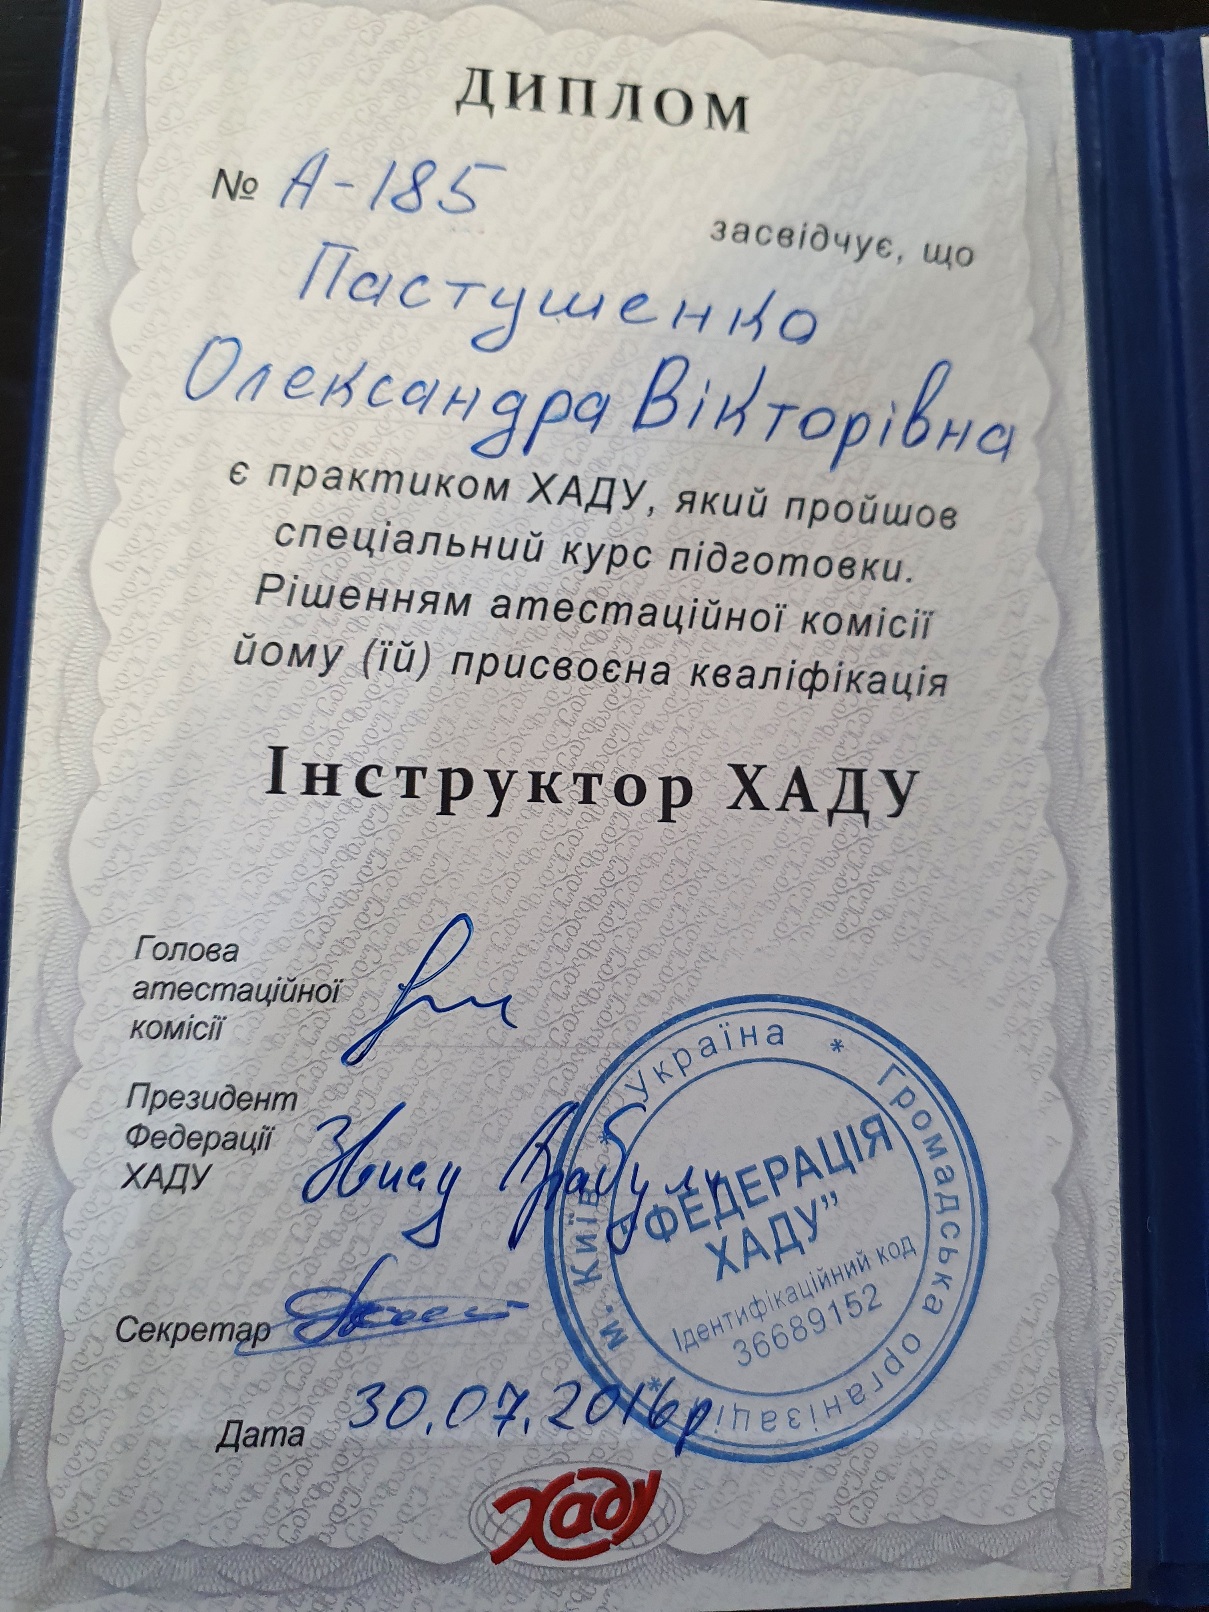 ДИПЛОМ
№ А-185
засвідчує, що
Пастушенко
Олександра Вікторівна
є практиком ХАДУ, який пройшов
спеціальний курс підготовки.
Рішенням атестаційної комісії
йому (їй) присвоєна кваліфікація
Інструктор ХАДУ
Голова
атестаційної
комісії
Президент
Федерації
ХАДУ
Секретар
Дата 30.07.2016р
* Україна * Громадська організація * м. Київ
“ФЕДЕРАЦІЯ
ХАДУ”
Ідентифікаційний код
36689152
Хаду